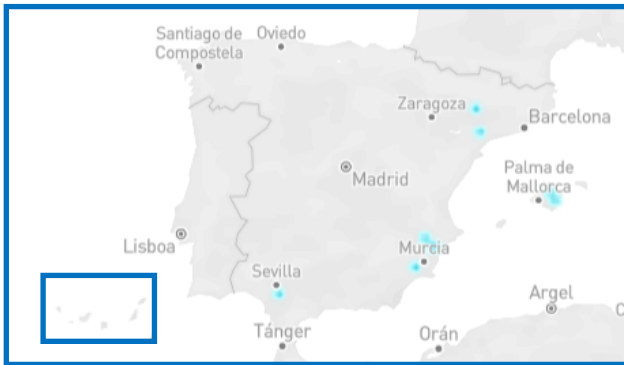 Santiago de
Compostela
Oviedo
Zaragoza
Barcelona
Madrid
Palma de
Mallorca
Lisboa
Murcia
Sevilla
Argel
Tánger
Orán